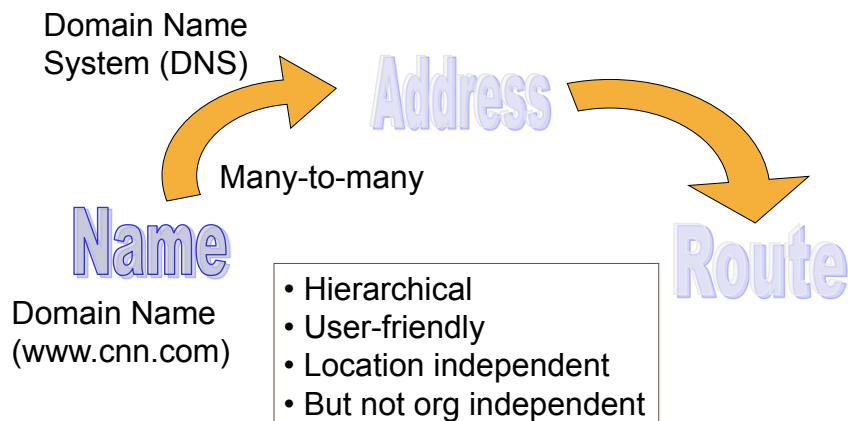 Domain Name
System (DNS)
Address
Many-to-many
Name
Route
Domain Name
(www.cnn.com)
• Hierarchical
• User-friendly
• Location independent
• But not org independent